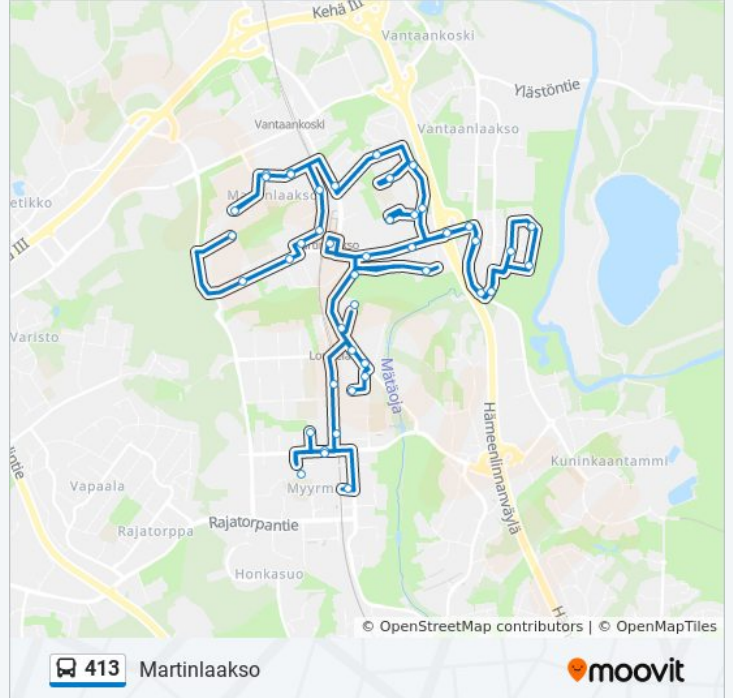 Kehä III
Vantaankoski
Ylästöntie
Vantaankoski
Vantaanlaakso
etikko
III
Varisto
Mätäoja
Hämeenlinnanväylä
Kuninkaantammi
Vapaala
Rajatorppa
Rajatorpantie
Honkasuo
© OpenStreetMap contributors | © OpenMapTiles
413 Martinlaakso
moovit